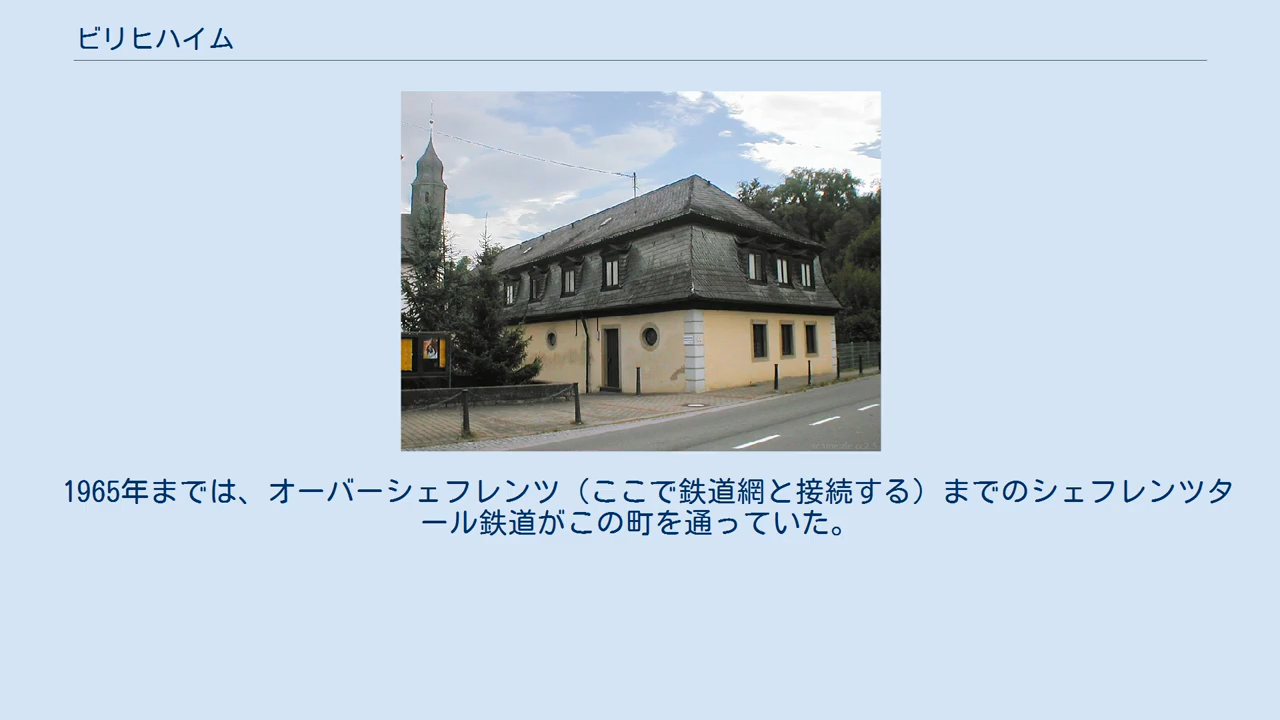 ビリヒハイム
1965年までは、オーバーシェフレンツ（ここで鉄道網と接続する）までのシェフレンツタ
ール鉄道がこの町を通っていた。